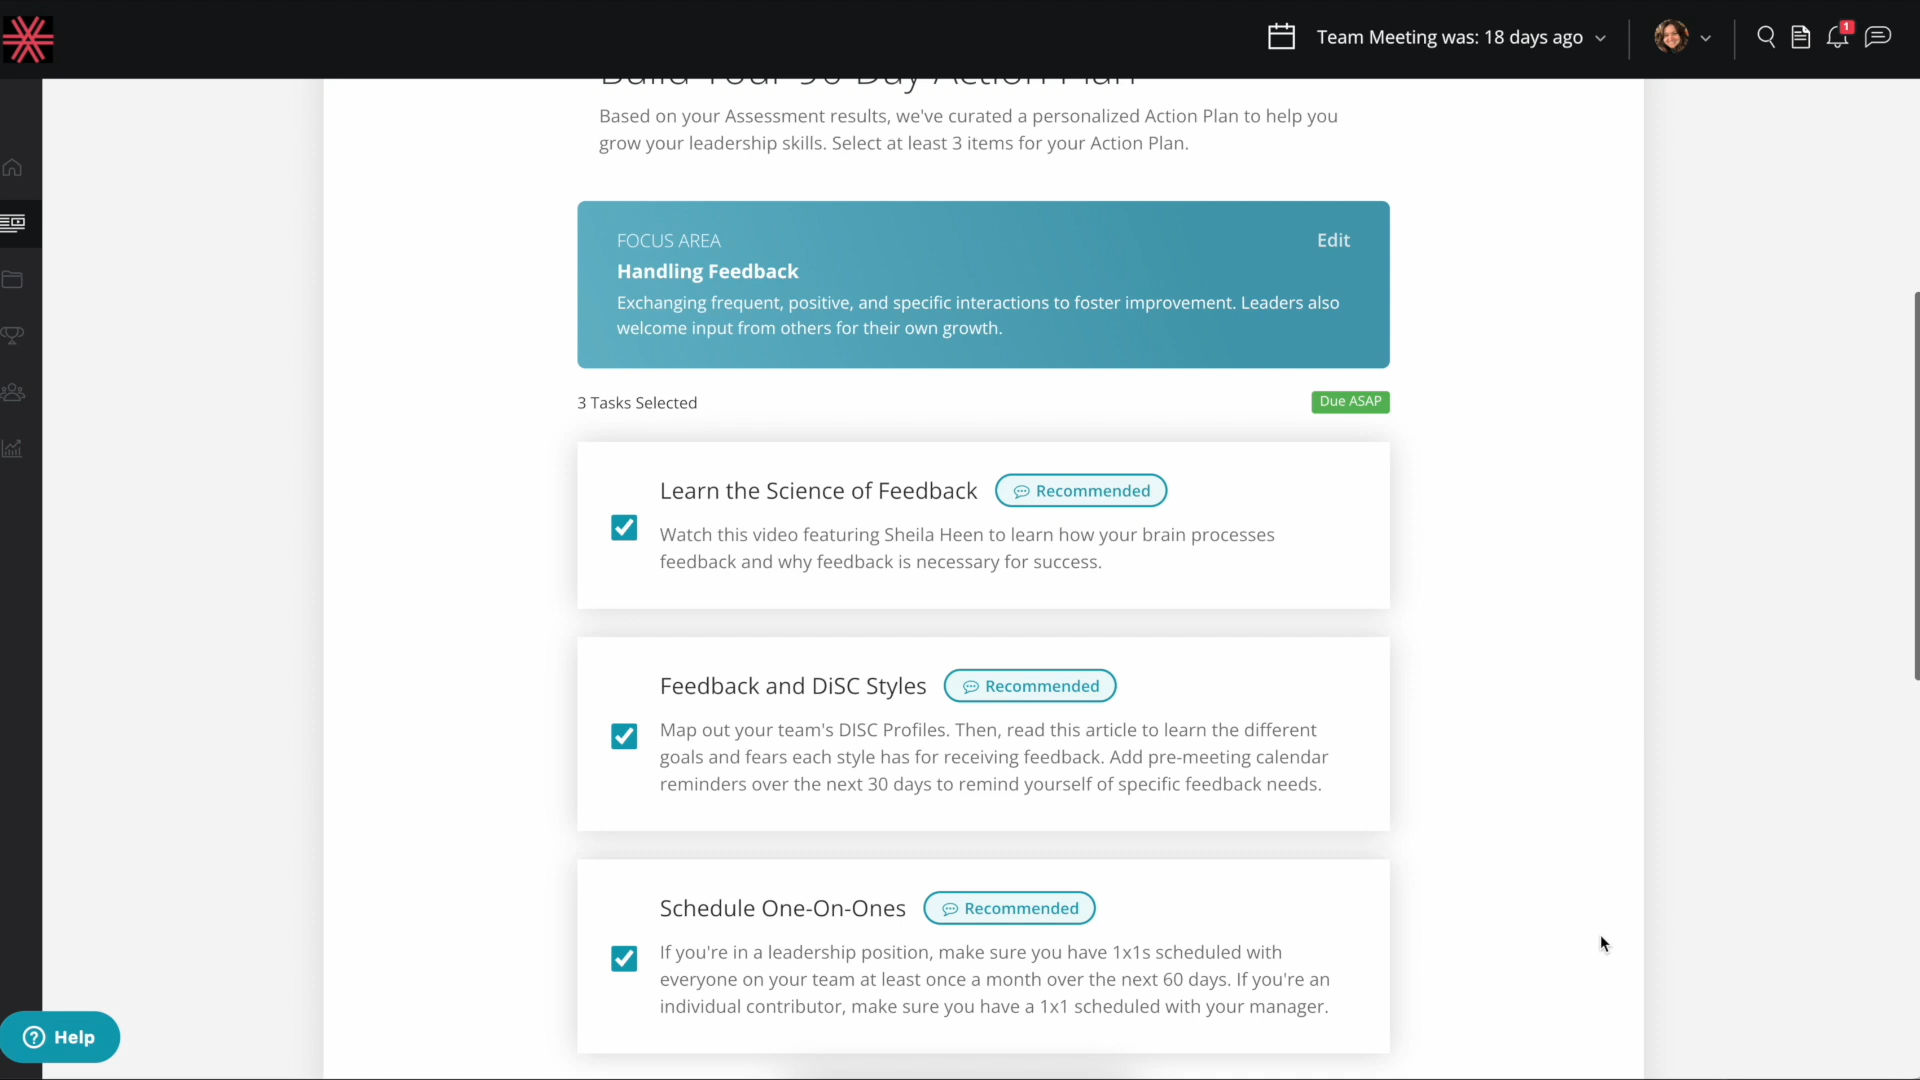 Team Meeting was: 18 days ago
1
Build Your 90 Day Action Plan
Based on your Assessment results, we've curated a personalized Action Plan to help you
grow your leadership skills. Select at least 3 items for your Action Plan.
FOCUS AREA
Edit
Handling Feedback
Exchanging frequent, positive, and specific interactions to foster improvement. Leaders also
welcome input from others for their own growth.
3 Tasks Selected
Due ASAP
Learn the Science of Feedback
Recommended
Watch this video featuring Sheila Heen to learn how your brain processes
feedback and why feedback is necessary for success.
Feedback and DiSC Styles
Recommended
Map out your team's DISC Profiles. Then, read this article to learn the different
goals and fears each style has for receiving feedback. Add pre-meeting calendar
reminders over the next 30 days to remind yourself of specific feedback needs.
Schedule One-On-Ones
Recommended
If you're in a leadership position, make sure you have 1x1s scheduled with
everyone on your team at least once a month over the next 60 days. If you're an
individual contributor, make sure you have a 1x1 scheduled with your manager.
Help